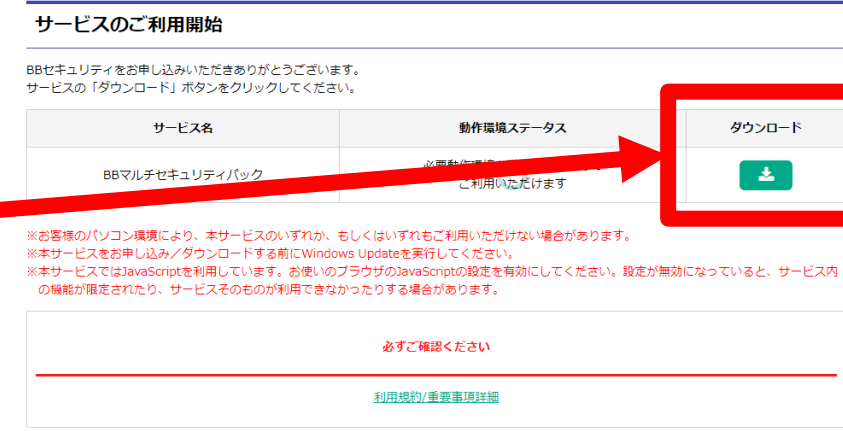 サービスのご利用開始
BBセキュリティをお申し込みいただきありがとうございます。
サービスの「ダウンロード」ボタンをクリックしてください。
サービス名 動作環境ステータス ダウンロード
BBマルチセキュリティパック
ご利用いただけます
※お客様のパソコン環境により、本サービスのいずれか、もしくはいずれもご利用いただけない場合があります。
※本サービスをお申し込み/ダウンロードする前にWindows Updateを実行してください。
※本サービスではJavaScriptを利用しています。お使いのブラウザのJavaScriptの設定を有効にしてください。設定が無効になっていると、サービス内
の機能が限定されたり、サービスそのものが利用できなかったりする場合があります。
必ずご確認ください
利用規約/重要事項詳細